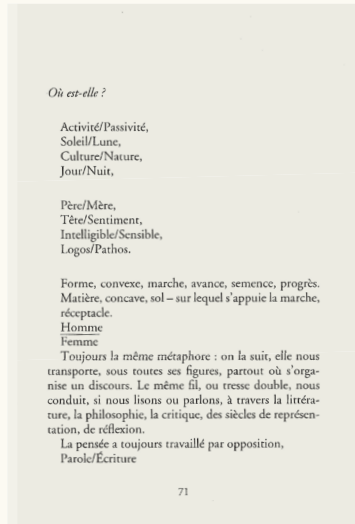 Où est-elle ?
Activité/Passivité,
Soleil/Lune,
Culture/Nature,
Jour/Nuit,
Père/Mère,
Tête/Sentiment,
Intelligible/Sensible,
Logos/Pathos.
Forme, convexe, marche, avance, semence, progrès.
Matière, concave, sol – sur lequel s'appuie la marche,
réceptacle.
Homme
Femme
Toujours la même métaphore : on la suit, elle nous
transporte, sous toutes ses figures, partout où s'orga-
nise un discours. Le même fil, ou tresse double, nous
conduit, si nous lisons ou parlons, à travers la littéra-
ture, la philosophie, la critique, des siècles de représen-
tation, de réflexion.
La pensée a toujours travaillé par opposition,
Parole/Écriture
71